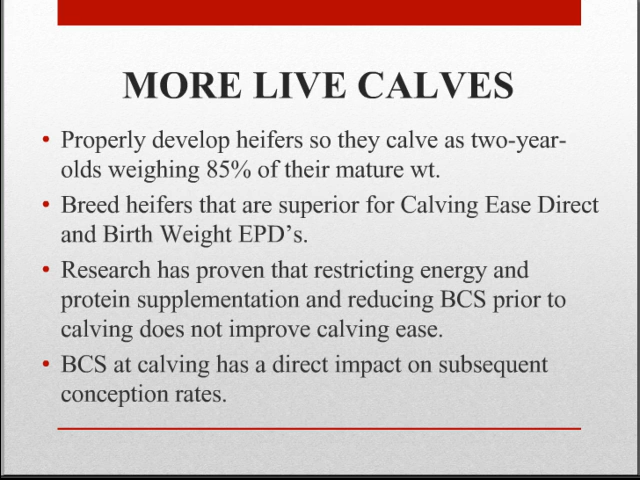 MORE LIVE CALVES
• Properly develop heifers so they calve as two-year-
olds weighing 85% of their mature wt.
• Breed heifers that are superior for Calving Ease Direct
and Birth Weight EPD’s.
• Research has proven that restricting energy and
protein supplementation and reducing BCS prior to
calving does not improve calving ease.
• BCS at calving has a direct impact on subsequent
conception rates.